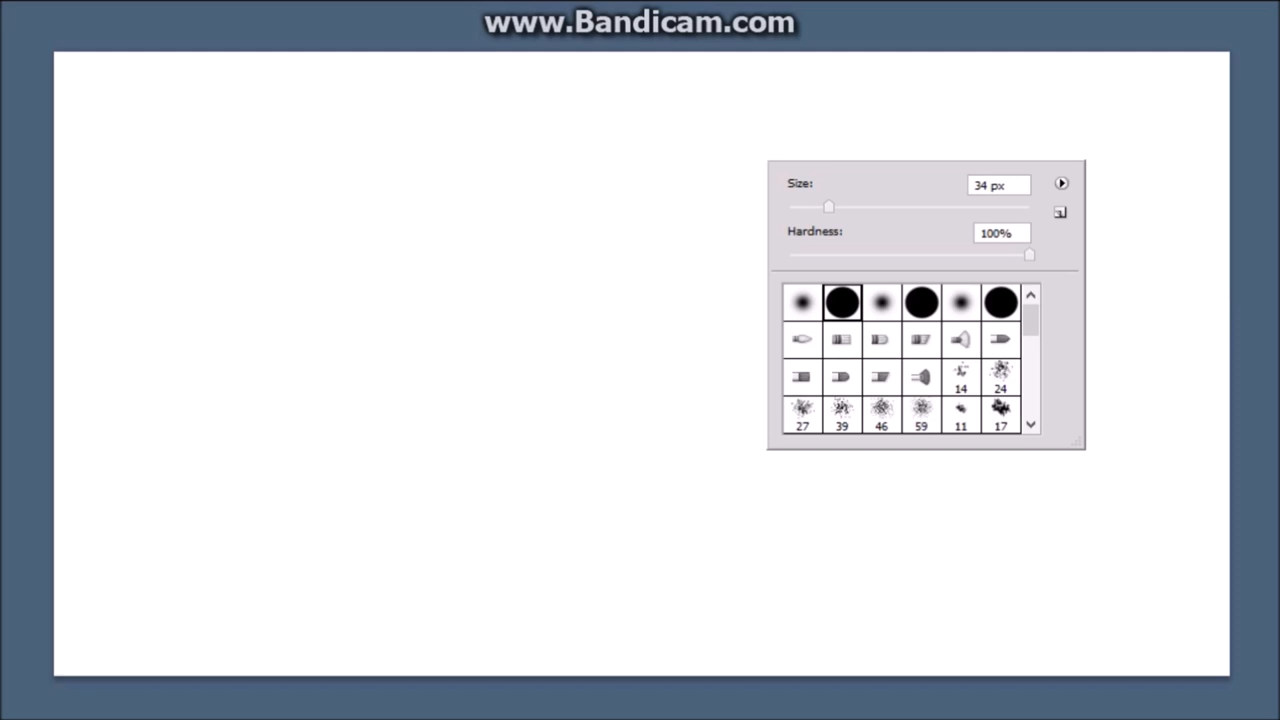 www.Bandicam.com
Size:
34 px
Hardness:
100%
14 24
27 39 46 59 11 17